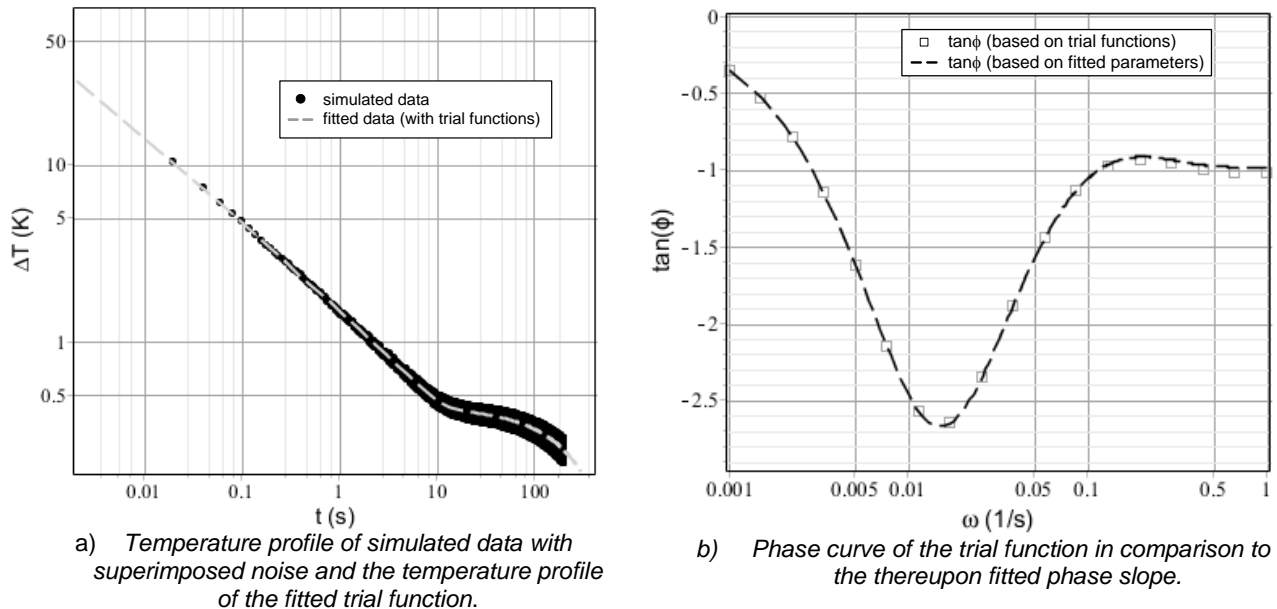 50
10
5
1
0.5
ΔT (K)
simulated data
fitted data (with trial functions)
0.01 0.1 1 10 100
t (s)
a) Temperature profile of simulated data with
superimposed noise and the temperature profile
of the fitted trial function.
0
-0.5
-1
-1.5
-2
-2.5
tan(ϕ)
tanϕ (based on trial functions)
tanϕ (based on fitted parameters)
0.001 0.005 0.01 0.05 0.1 0.5 1
ω (1/s)
b) Phase curve of the trial function in comparison to
the thereupon fitted phase slope.